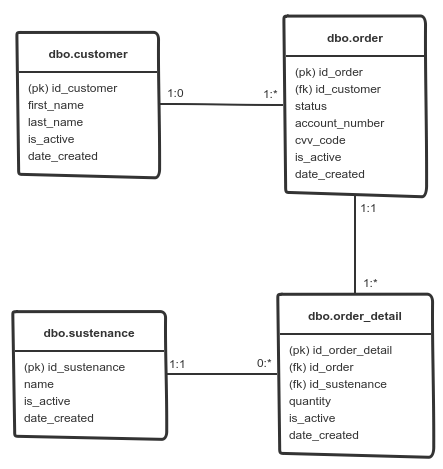 dbo.customer
(pk) id_customer
first_name
last_name
is_active
date_created
1:0
1:*
dbo.order
(pk) id_order
(fk) id_customer
status
account_number
cvv_code
is_active
date_created
1:1
1:*
dbo.sustenance
(pk) id_sustenance
name
is_active
date_created
1:1
0:*
dbo.order_detail
(pk) id_order_detail
(fk) id_order
(fk) id_sustenance
quantity
is_active
date_created